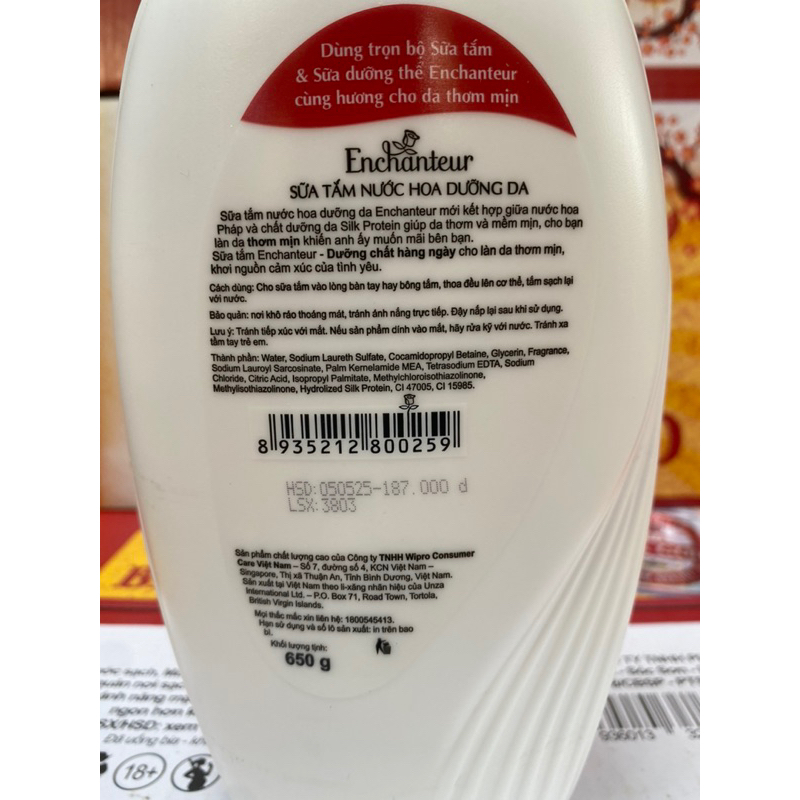 Dùng trọn bộ Sữa tắm
& Sữa dưỡng thể Enchanteur
cùng hương cho da thơm mịn
Enchanteur
SỮA TẮM NƯỚC HOA DƯỠNG DA
Sữa tắm nước hoa dưỡng da Enchanteur mới kết hợp giữa nước hoa
Pháp và chất dưỡng da Silk Protein giúp da thơm và mềm mịn, cho bạn
làn da thơm mịn khiến anh ấy muốn mãi bên bạn.
Sữa tắm Enchanteur - Dưỡng chất hàng ngày cho làn da thơm mịn,
khơi nguồn cảm xúc của tình yêu.
Cách dùng: Cho sữa tắm vào lòng bàn tay hay bông tắm, thoa đều lên cơ thể, tắm sạch lại
với nước.
Bảo quản: nơi khô ráo thoáng mát, tránh ánh nắng trực tiếp. Đậy nắp lại sau khi sử dụng.
Lưu ý: Tránh tiếp xúc với mắt. Nếu sản phẩm dính vào mắt, hãy rửa kỹ với nước. Tránh xa
tầm tay trẻ em.
Thành phần: Water, Sodium Laureth Sulfate, Cocamidopropyl Betaine, Glycerin, Fragrance,
Sodium Lauroyl Sarcosinate, Palm Kernelamide MEA, Tetrasodium EDTA, Sodium
Chloride, Citric Acid, Isopropyl Palmitate, Methylchloroisothiazolinone,
Methylisothiazolinone, Hydrolized Silk Protein, CI 47005, CI 15985.
8 935212 800259
HSD:050525-187.000 đ
LSX:3803
Sản phẩm chất lượng cao của Công ty TNHH Wipro Consumer
Care Việt Nam – Số 7, đường số 4, KCN Việt Nam –
Singapore, Thị xã Thuận An, Tỉnh Bình Dương, Việt Nam.
Sản xuất tại Việt Nam theo li-xăng nhãn hiệu của Unza
International Ltd. – P.O. Box 71, Road Town, Tortola,
British Virgin Islands.
Mọi thắc mắc xin liên hệ: 1800545413.
Hạn sử dụng và số lô sản xuất: in trên bao
bì.
Khối lượng tịnh:
650 g
18+
936013